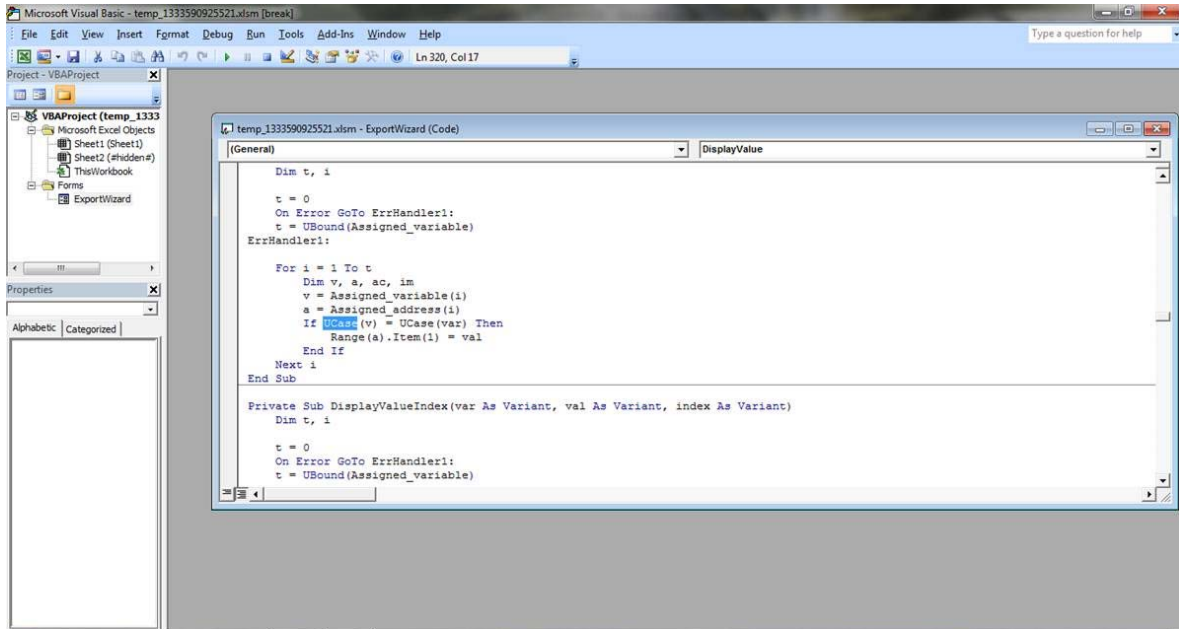 Microsoft Visual Basic - temp_1333590925521.xlsm [break]
File Edit View Insert Format Debug Run Tools Add-Ins Window Help
Type a question for help
Ln 320, Col 17
Project - VBAProject
VBAProject (temp_1333
Microsoft Excel Objects
Sheet1 (Sheet1)
Sheet2 (#hidden#)
ThisWorkbook
Forms
ExportWizard
Properties
Alphabetic Categorized
temp_1333590925521.xlsm - ExportWizard (Code)
(General) DisplayValue
Dim t, i
t = 0
On Error GoTo ErrHandler1:
t = UBound(Assigned_variable)
ErrHandler1:
For i = 1 To t
Dim v, a, ac, im
v = Assigned_variable(i)
a = Assigned_address(i)
If UCase(v) = UCase(var) Then
Range(a).Item(1) = val
End If
Next i
End Sub
Private Sub DisplayValueIndex(var As Variant, val As Variant, index As Variant)
Dim t, i
t = 0
On Error GoTo ErrHandler1:
t = UBound(Assigned_variable)